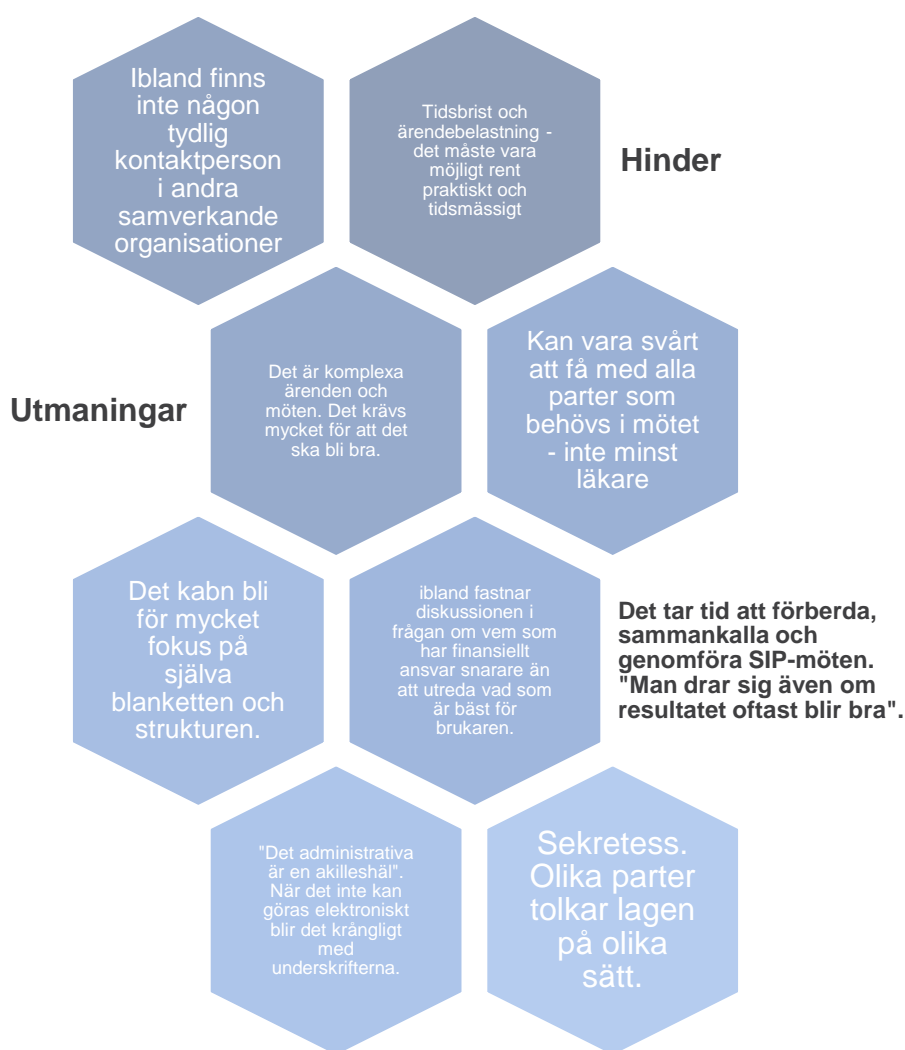 Ibland finns
inte någon
tydlig
kontaktperson
i andra
samverkande
organisationer
Tidsbrist och
ärendebelastning -
det måste vara
möjligt rent
praktiskt och
tidsmässigt
Hinder
Utmaningar
Det är komplexa
ärenden och
möten. Det krävs
mycket för att det
ska bli bra.
Kan vara svårt
att få med alla
parter som
behövs i mötet
- inte minst
läkare
Det kabn bli
för mycket
fokus på
själva
blanketten och
strukturen.
ibland fastnar
diskussionen i
frågan om vem som
har finansiellt
ansvar snarare än
att utreda vad som
är bäst för
brukaren.
Det tar tid att förberda,
sammankalla och
genomföra SIP-möten.
"Man drar sig även om
resultatet oftast blir bra".
"Det administrativa
är en akilleshäl".
När det inte kan
göras elektroniskt
blir det krångligt
med
underskrifterna.
Sekretess.
Olika parter
tolkar lagen
på olika
sätt.